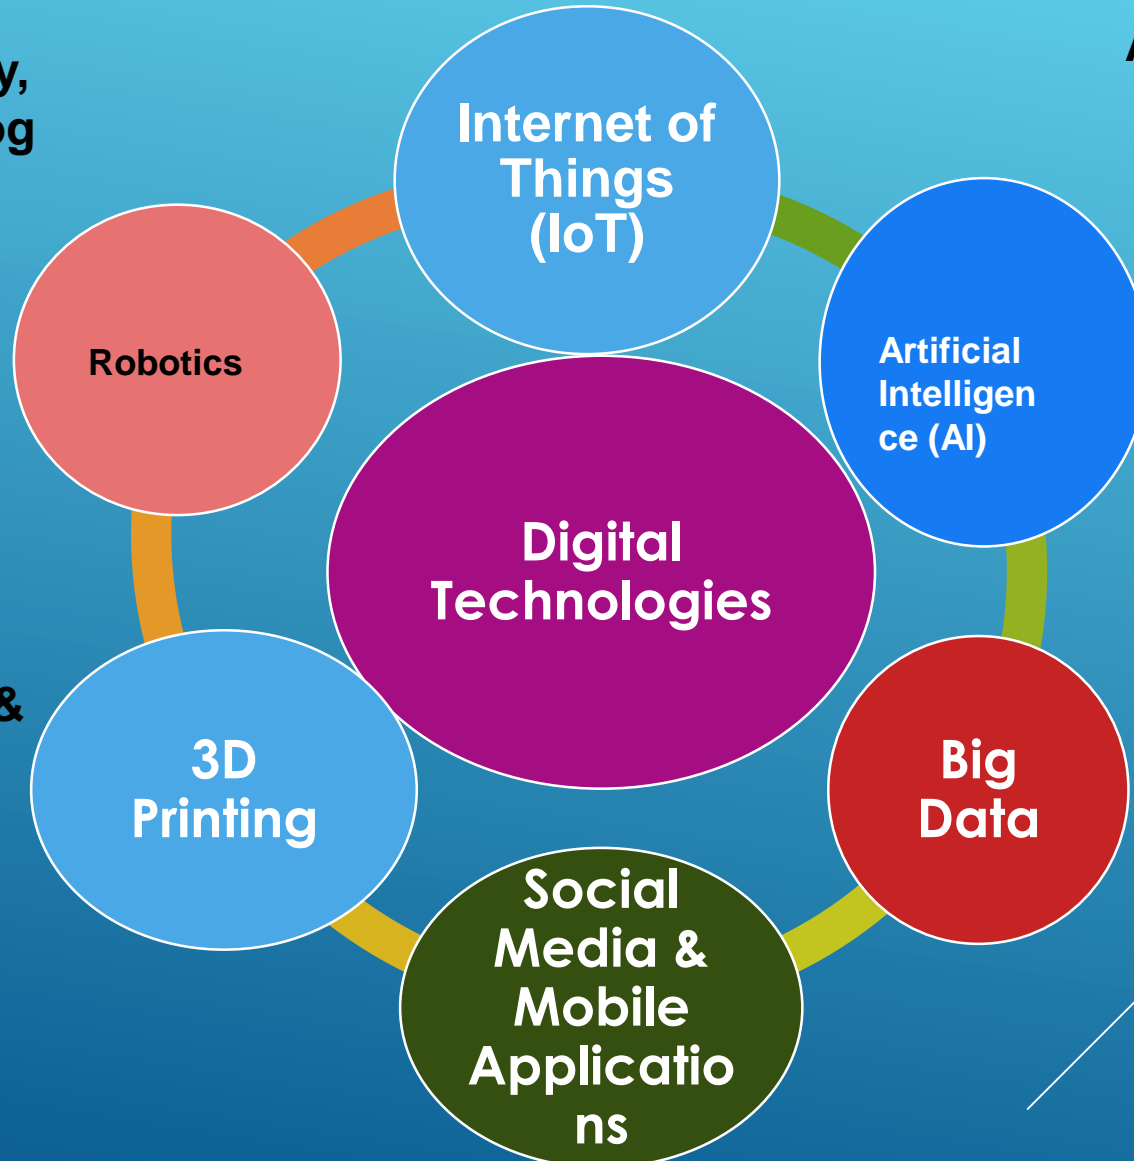 y,
og
A
Internet of
Things
(IoT)
Robotics
Artificial
Intelligen
ce (AI)
Digital
Technologies
&
3D
Printing
Big
Data
Social
Media &
Mobile
Applicatio
ns